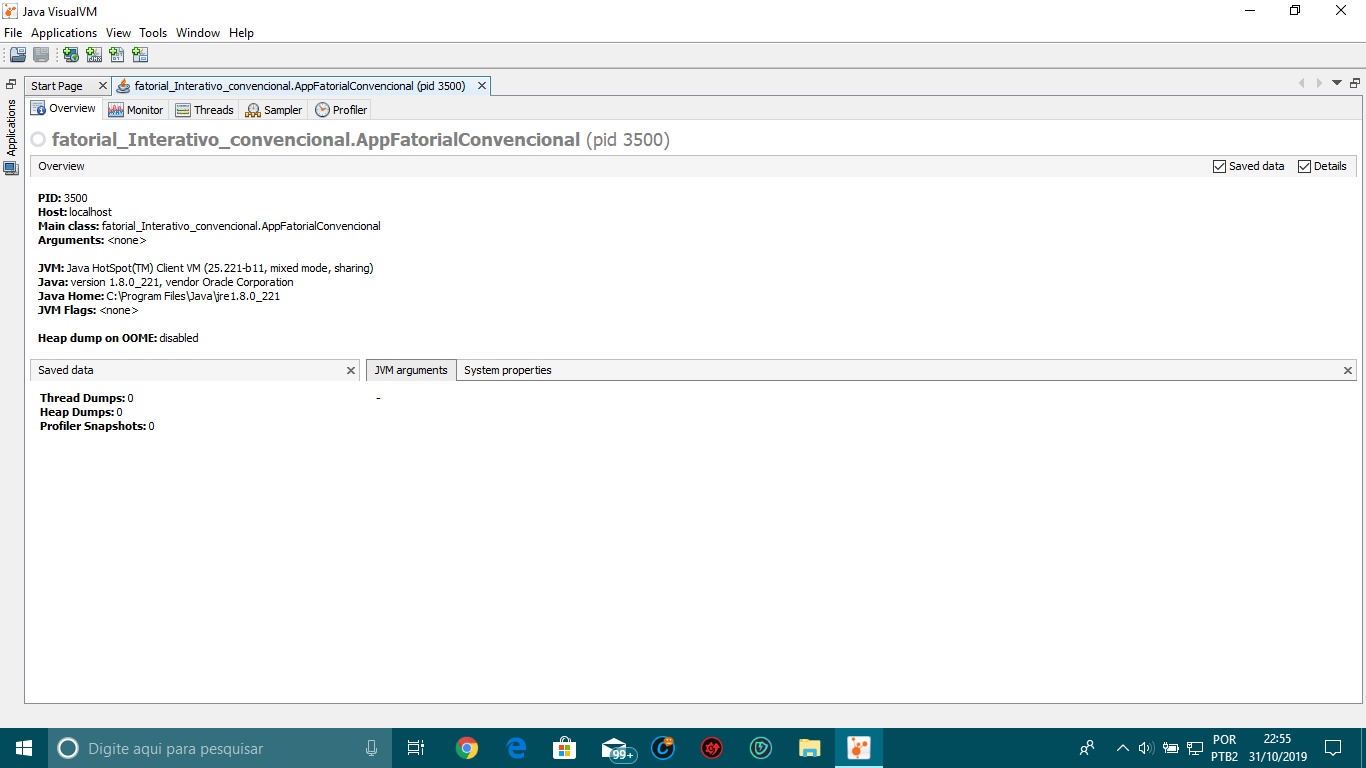 Java VisualVM
File Applications View Tools Window Help
Start Page fatorial_Interativo_convencional.AppFatorialConvencional (pid 3500)
Applications
Overview Monitor Threads Sampler Profiler
fatorial_Interativo_convencional.AppFatorialConvencional (pid 3500)
Overview Saved data Details
PID: 3500
Host: localhost
Main class: fatorial_Interativo_convencional.AppFatorialConvencional
Arguments: <none>
JVM: Java HotSpot(TM) Client VM (25.221-b11, mixed mode, sharing)
Java: version 1.8.0_221, vendor Oracle Corporation
Java Home: C:\Program Files\Java\jre1.8.0_221
JVM Flags: <none>
Heap dump on OOME: disabled
Saved data JVM arguments System properties
Thread Dumps: 0 -
Heap Dumps: 0
Profiler Snapshots: 0
Digite aqui para pesquisar 99+ POR 22:55
PTB2 31/10/2019